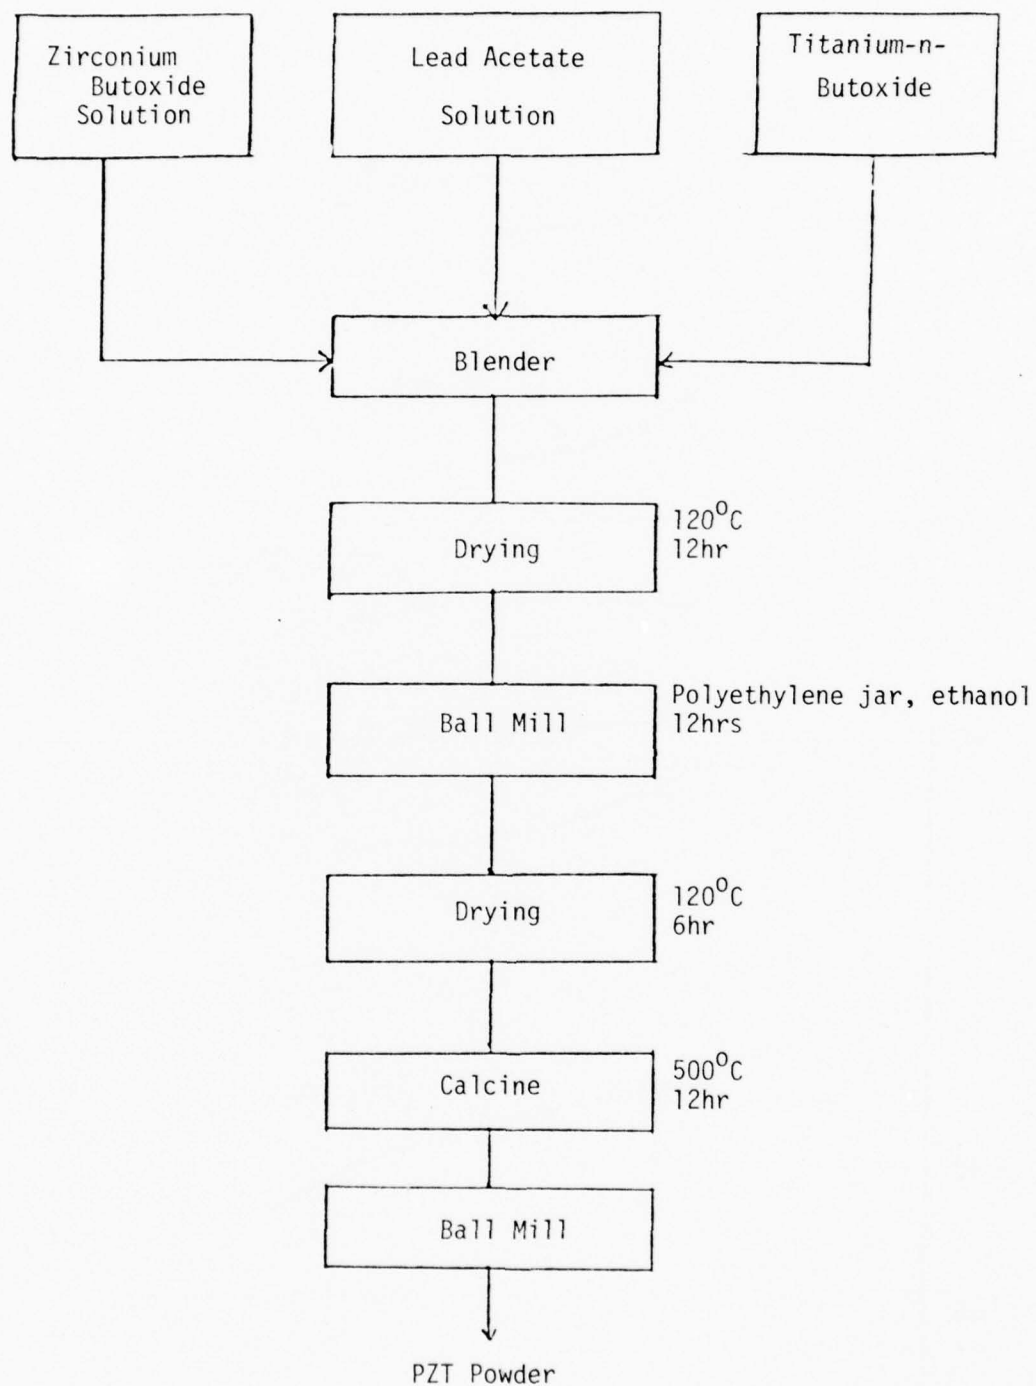 Zirconium
Butoxide
Solution
Lead Acetate
Solution
Titanium-n-
Butoxide
Blender
Drying
120°C
12hr
Ball Mill
Polyethylene jar, ethanol
12hrs
Drying
120°C
6hr
Calcine
500°C
12hr
Ball Mill
PZT Powder